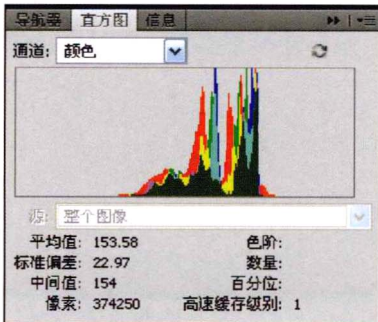 导航器 直方图 信息
通道: 颜色
源: 整个图像
平均值: 153.58 色阶:
标准偏差: 22.97 数量:
中间值: 154 百分位:
像素: 374250 高速缓存级别: 1